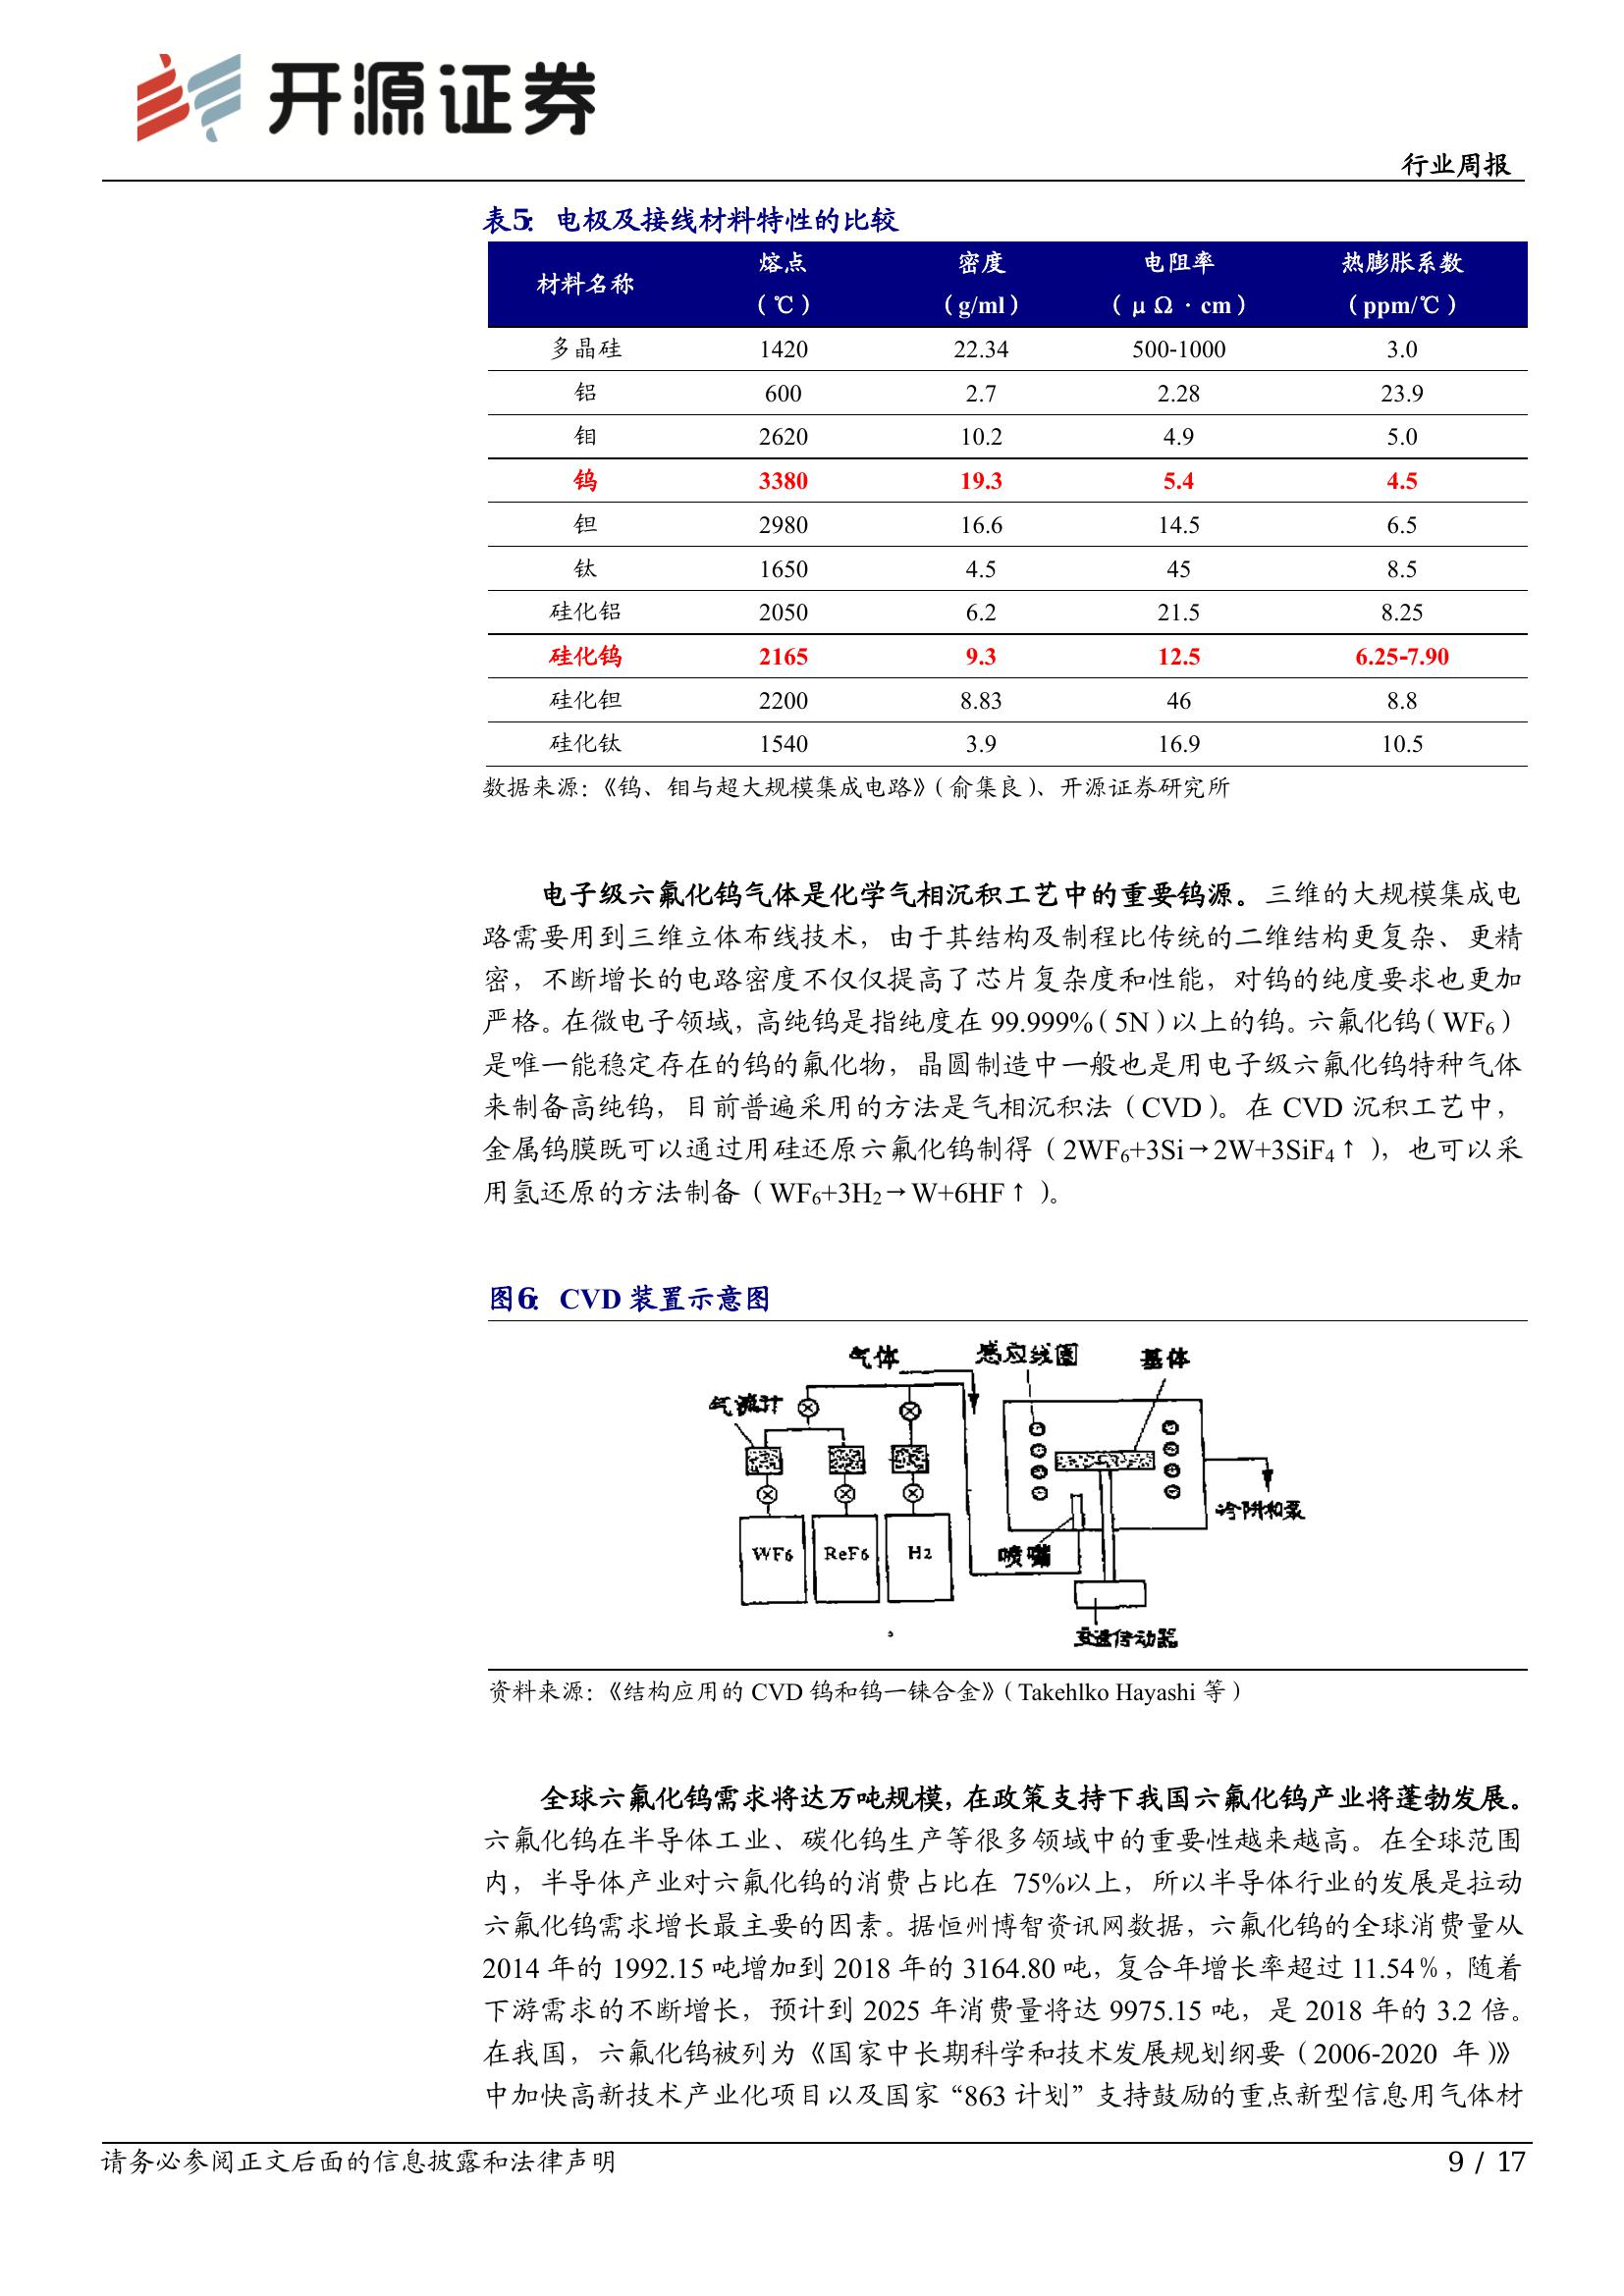 开源证券
行业周报
表5: 电极及接线材料特性的比较
材料名称 熔点（℃） 密度（g/ml） 电阻率（μΩ·cm） 热膨胀系数（ppm/℃）
多晶硅 1420 22.34 500-1000 3.0
铝 600 2.7 2.28 23.9
钼 2620 10.2 4.9 5.0
钨 3380 19.3 5.4 4.5
钽 2980 16.6 14.5 6.5
钛 1650 4.5 45 8.5
硅化铝 2050 6.2 21.5 8.25
硅化钨 2165 9.3 12.5 6.25-7.90
硅化钽 2200 8.83 46 8.8
硅化钛 1540 3.9 16.9 10.5
数据来源：《钨、钼与超大规模集成电路》（俞集良）、开源证券研究所
电子级六氟化钨气体是化学气相沉积工艺中的重要钨源。三维的大规模集成电
路需要用到三维立体布线技术，由于其结构及制程比传统的二维结构更复杂、更精
密，不断增长的电路密度不仅仅提高了芯片复杂度和性能，对钨的纯度要求也更加
严格。在微电子领域，高纯钨是指纯度在 99.999%（5N）以上的钨。六氟化钨（WF₆）
是唯一能稳定存在的钨的氟化物，晶圆制造中一般也是用电子级六氟化钨特种气体
来制备高纯钨，目前普遍采用的方法是气相沉积法（CVD）。在 CVD 沉积工艺中，
金属钨膜既可以通过用硅还原六氟化钨制得（2WF₆+3Si→2W+3SiF₄↑），也可以采
用氢还原的方法制备（WF₆+3H₂→W+6HF↑）。
图6: CVD 装置示意图
气体 感应线圈 基体
气流计
冷阱和泵
WF6 ReF6 H2 喷嘴
变速传动器
资料来源：《结构应用的 CVD 钨和钨一铼合金》（Takehlko Hayashi 等）
全球六氟化钨需求将达万吨规模，在政策支持下我国六氟化钨产业将蓬勃发展。
六氟化钨在半导体工业、碳化钨生产等很多领域中的重要性越来越高。在全球范围
内，半导体产业对六氟化钨的消费占比在 75%以上，所以半导体行业的发展是拉动
六氟化钨需求增长最主要的因素。据恒州博智资讯网数据，六氟化钨的全球消费量从
2014 年的 1992.15 吨增加到 2018 年的 3164.80 吨，复合年增长率超过 11.54%，随着
下游需求的不断增长，预计到 2025 年消费量将达 9975.15 吨，是 2018 年的 3.2 倍。
在我国，六氟化钨被列为《国家中长期科学和技术发展规划纲要（2006-2020 年）》
中加快高新技术产业化项目以及国家“863 计划”支持鼓励的重点新型信息用气体材
请务必参阅正文后面的信息披露和法律声明
9 / 17